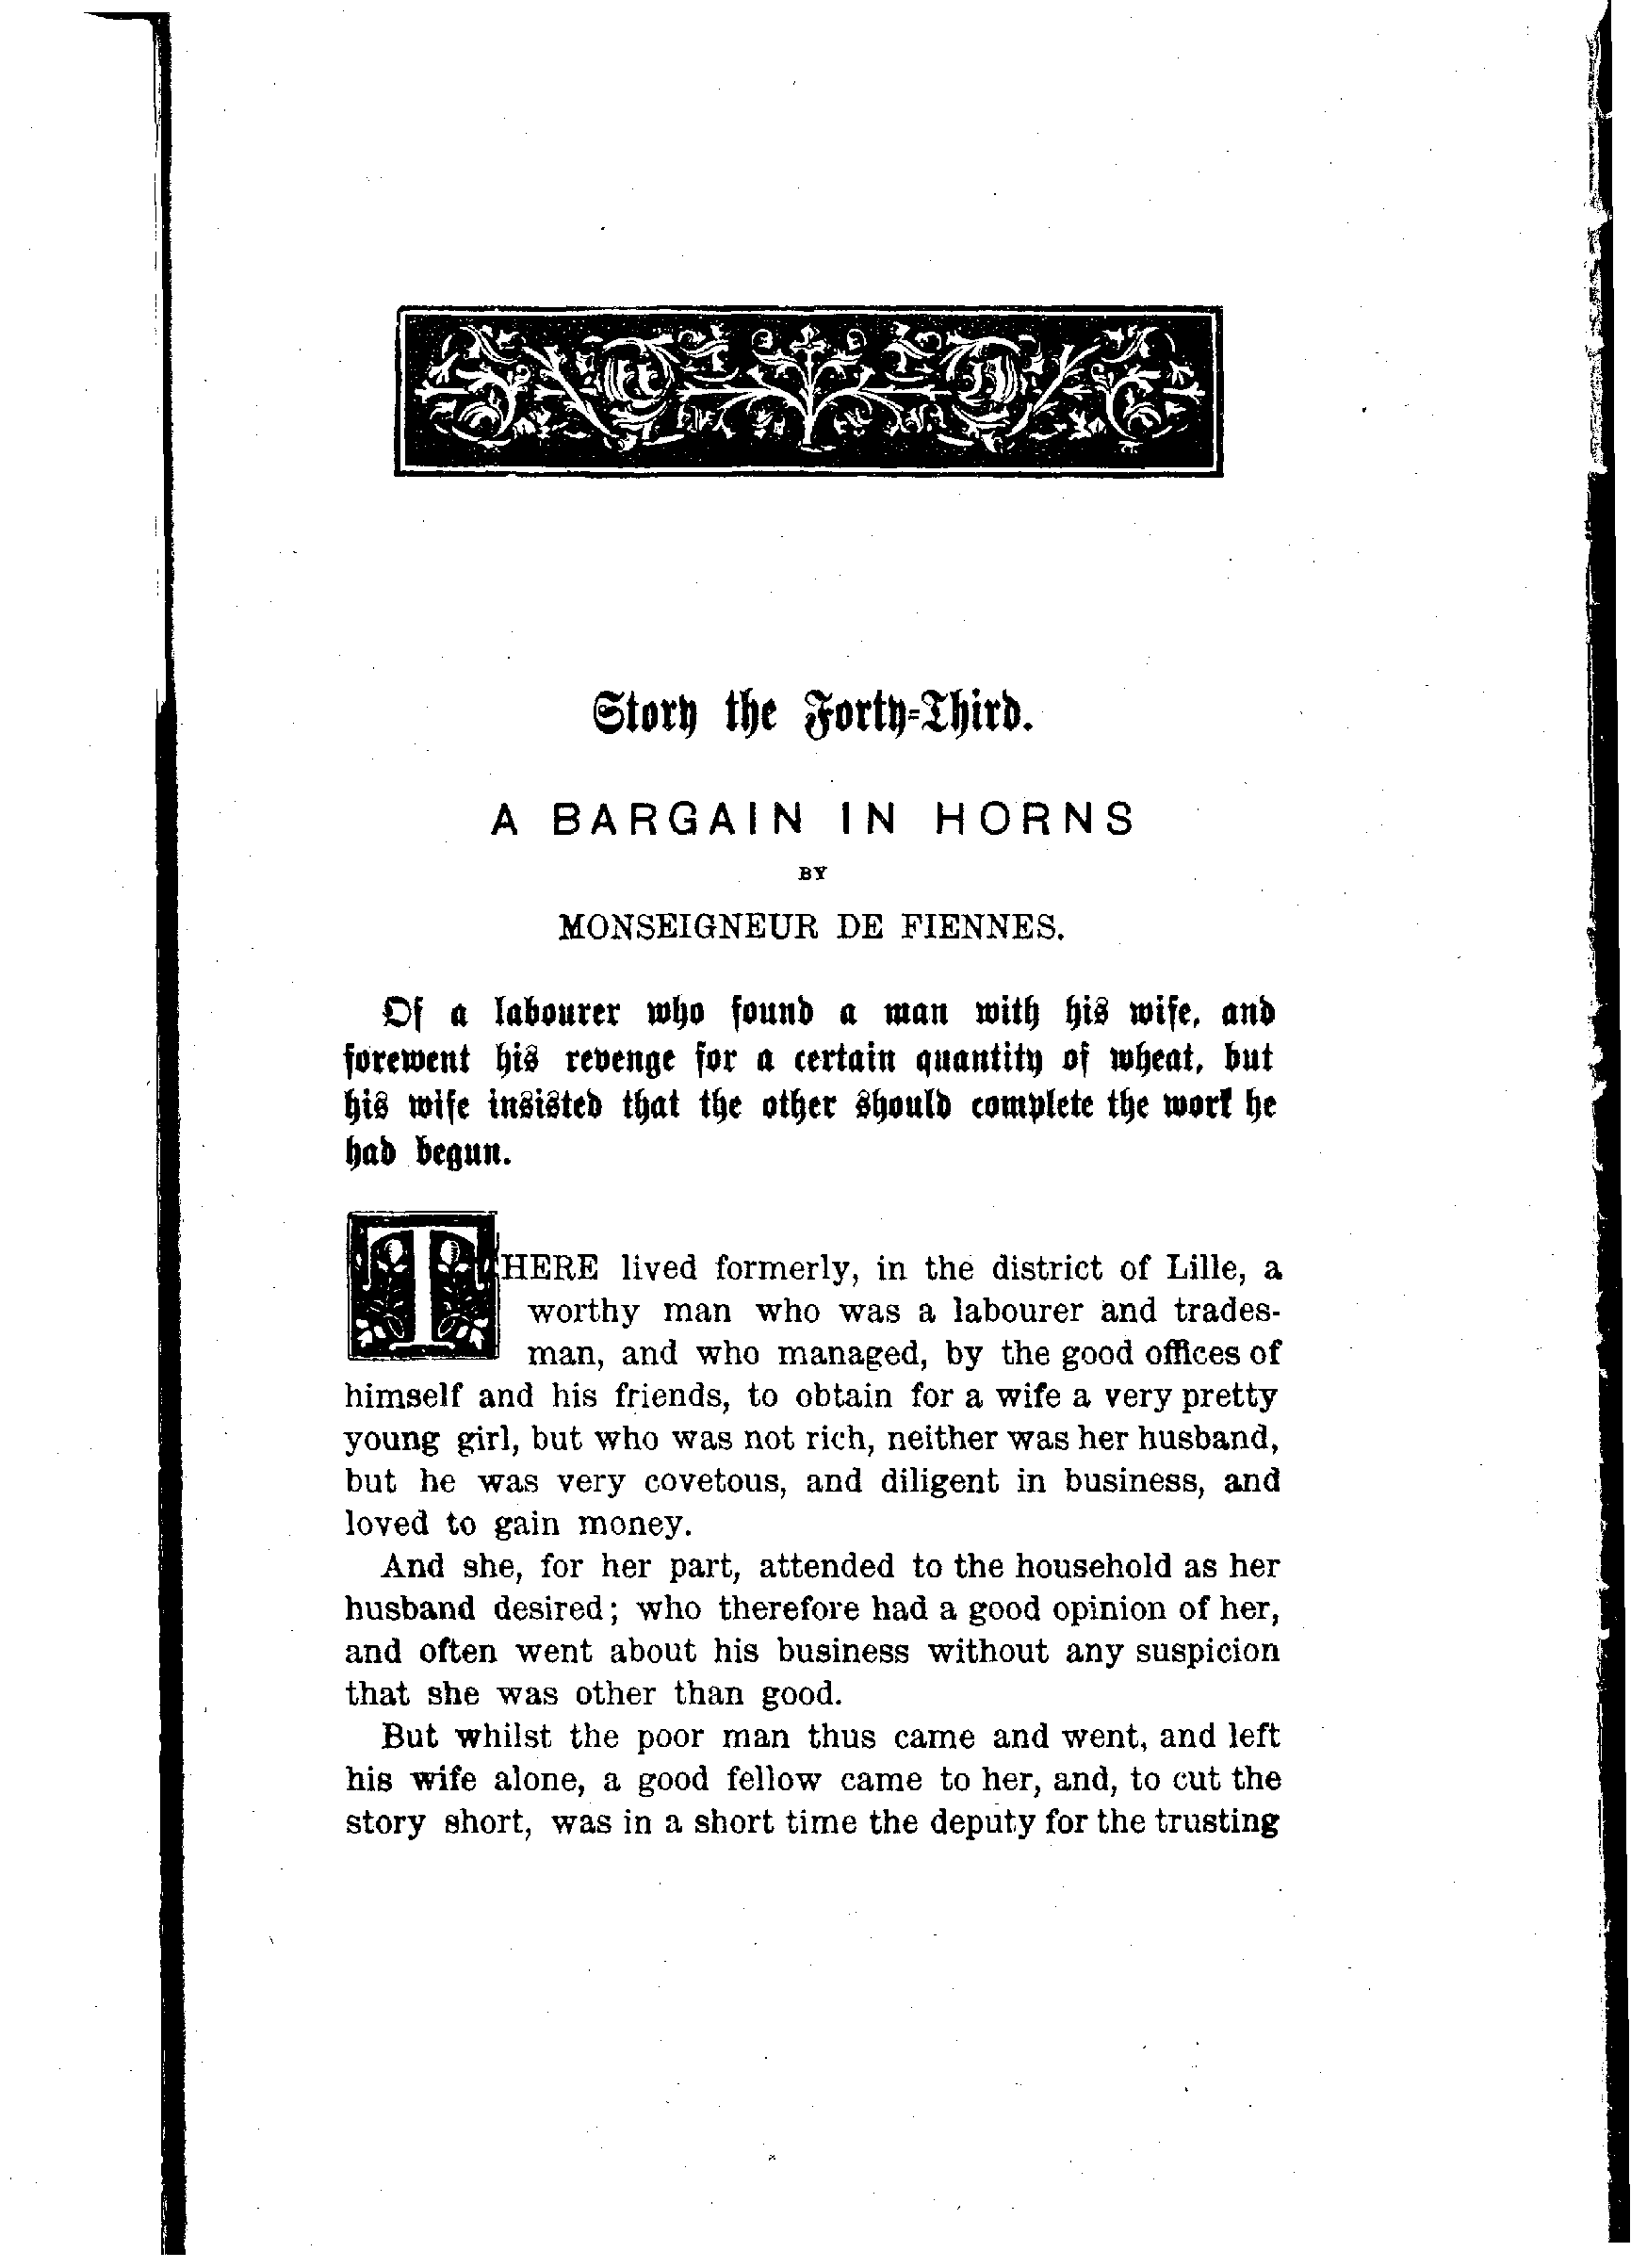 Story the Forty-Third.
A BARGAIN IN HORNS
BY
MONSEIGNEUR DE FIENNES.
Of a labourer who found a man with his wife, and
forewent his revenge for a certain quantity of wheat, but
his wife insisted that the other should complete the work he
had begun.
THERE lived formerly, in the district of Lille, a
worthy man who was a labourer and trades-
man, and who managed, by the good offices of
himself and his friends, to obtain for a wife a very pretty
young girl, but who was not rich, neither was her husband,
but he was very covetous, and diligent in business, and
loved to gain money.
And she, for her part, attended to the household as her
husband desired; who therefore had a good opinion of her,
and often went about his business without any suspicion
that she was other than good.
But whilst the poor man thus came and went, and left
his wife alone, a good fellow came to her, and, to cut the
story short, was in a short time the deputy for the trusting